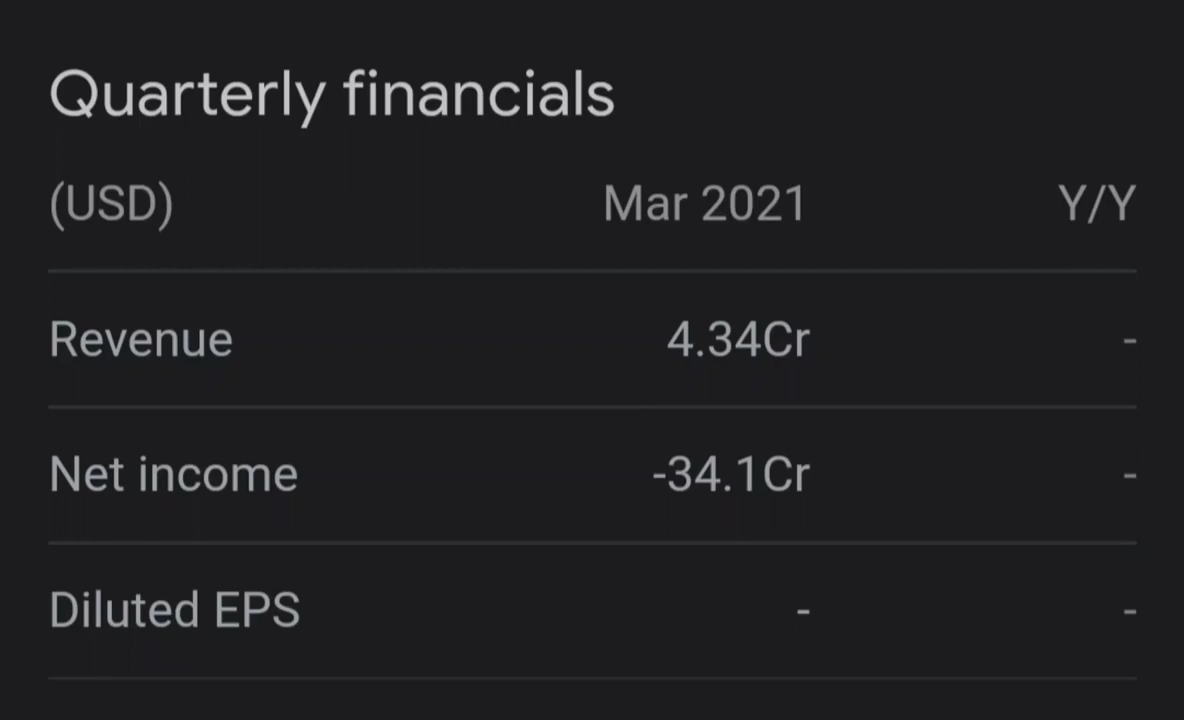 Quarterly financials
(USD) Mar 2021 Y/Y
Revenue 4.34Cr -
Net income -34.1Cr -
Diluted EPS - -